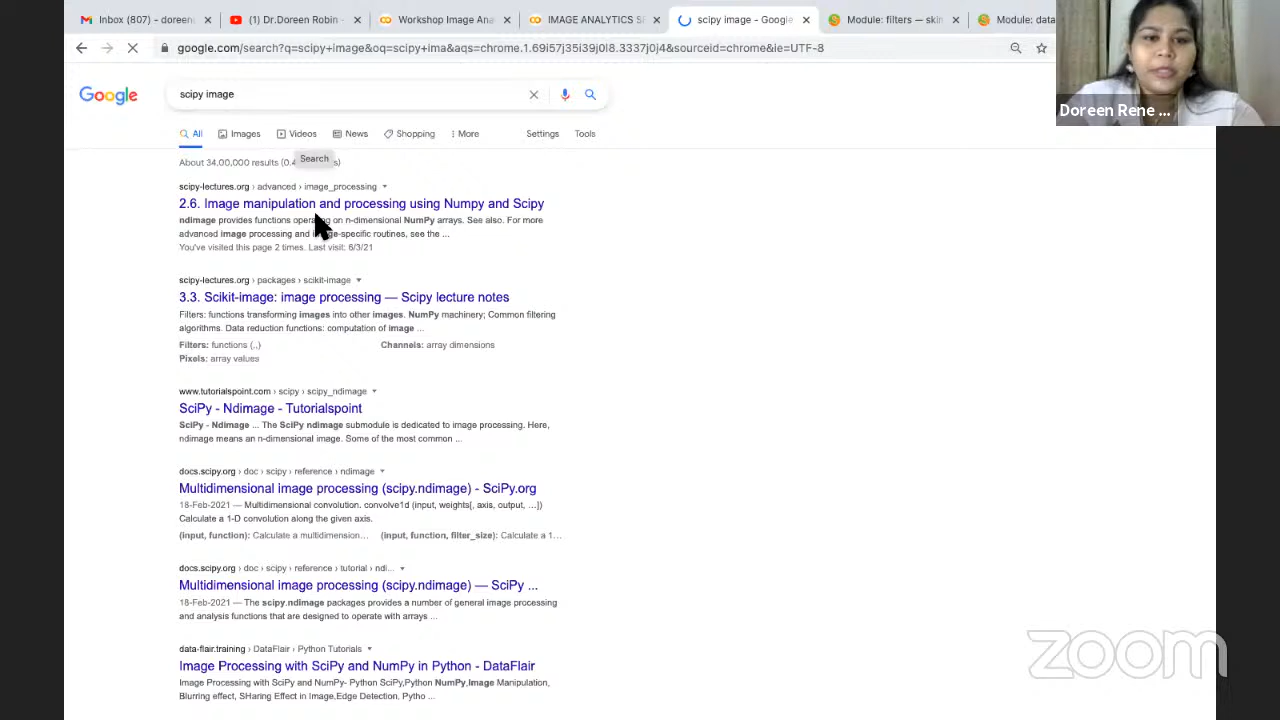 Inbox (807) - doreen
(1) Dr.Doreen Robin -
Workshop Image Ana
IMAGE ANALYTICS S
scipy image - Google
Module: filters — skin
Module: data
google.com/search?q=scipy+image&oq=scipy+ima&aqs=chrome.1.69i57j35i39j0l8.3337j0j4&sourceid=chrome&ie=UTF-8
Doreen Rene ...
Google
scipy image
All
Images
Videos
News
Shopping
More
Settings
Tools
About 34,00,000 results (0.4
s)
Search
scipy-lectures.org › advanced › image_processing
2.6. Image manipulation and processing using Numpy and Scipy
ndimage provides functions operating on n-dimensional NumPy arrays. See also. For more
advanced image processing and image-specific routines, see the ...
You've visited this page 2 times. Last visit: 6/3/21
scipy-lectures.org › packages › scikit-image
3.3. Scikit-image: image processing — Scipy lecture notes
Filters: functions transforming images into other images. NumPy machinery; Common filtering
algorithms. Data reduction functions: computation of image ...
Filters: functions (..)
Channels: array dimensions
Pixels: array values
www.tutorialspoint.com › scipy › scipy_ndimage
SciPy - Ndimage - Tutorialspoint
SciPy - Ndimage ... The SciPy ndimage submodule is dedicated to image processing. Here,
ndimage means an n-dimensional image. Some of the most common ...
docs.scipy.org › doc › scipy › reference › ndimage
Multidimensional image processing (scipy.ndimage) - SciPy.org
18-Feb-2021 — Multidimensional convolution. convolve1d (input, weights[, axis, output, ...])
Calculate a 1-D convolution along the given axis.
(input, function): Calculate a multidimension...
(input, function, filter_size): Calculate a 1...
docs.scipy.org › doc › scipy › reference › tutorial › ndi...
Multidimensional image processing (scipy.ndimage) — SciPy ...
18-Feb-2021 — The scipy.ndimage packages provides a number of general image processing
and analysis functions that are designed to operate with arrays ...
data-flair.training › DataFlair › Python Tutorials
Image Processing with SciPy and NumPy in Python - DataFlair
Image Processing with SciPy and NumPy- Python SciPy,Python NumPy,Image Manipulation,
Blurring effect, SHaring Effect in Image,Edge Detection, Pytho ...
zoom